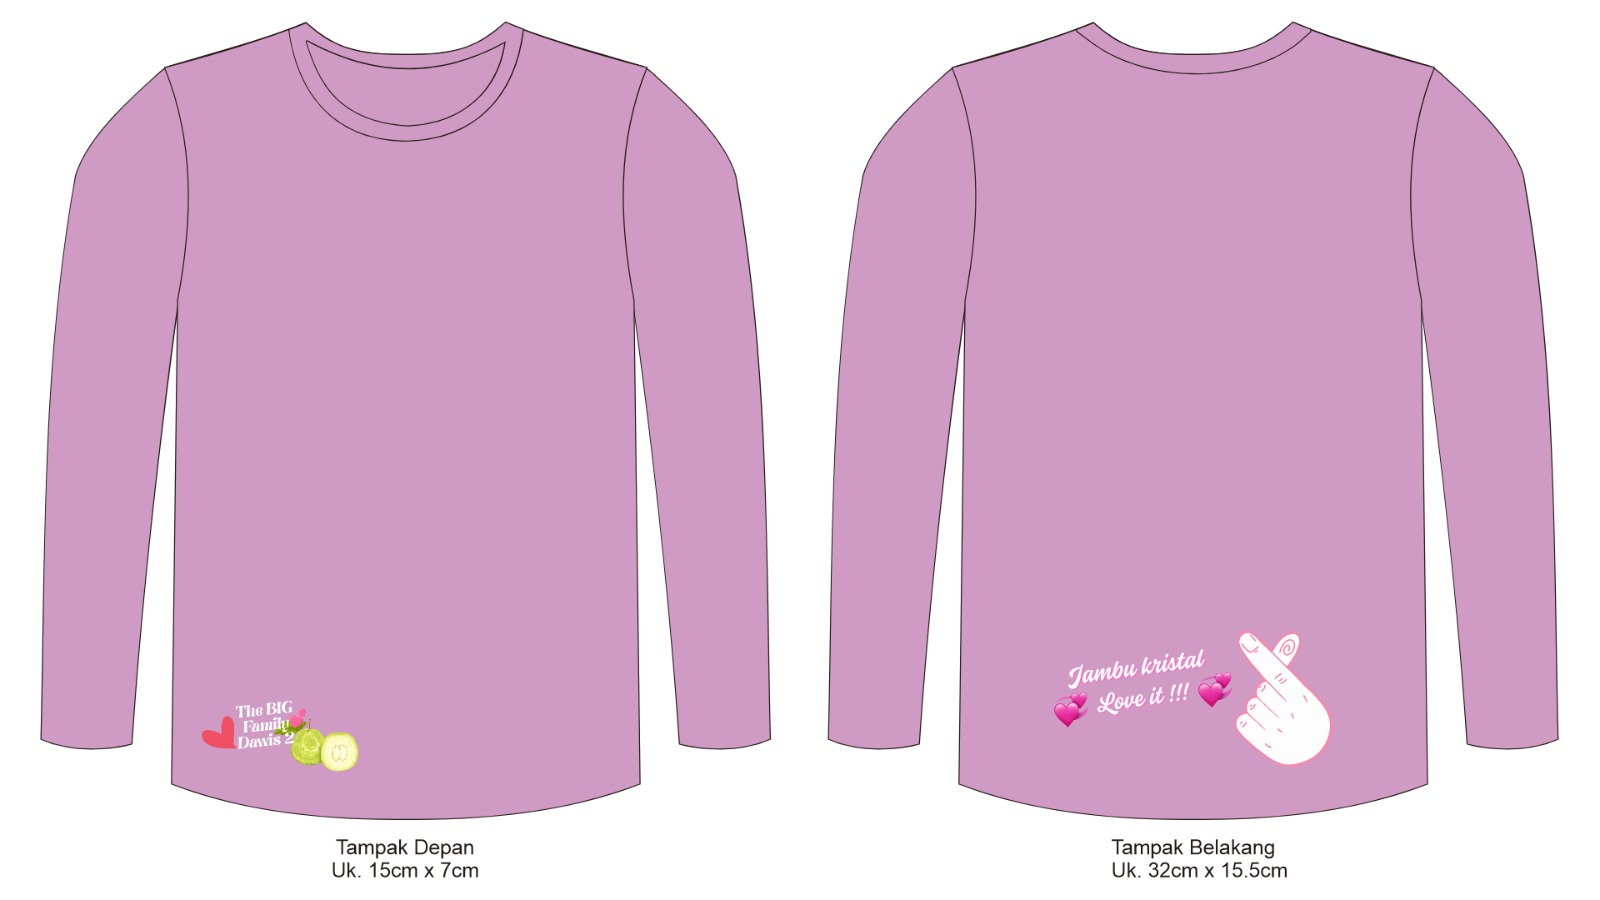 The BIG
Family
Dawis 2
Jambu kristal
Love it !!!
Tampak Depan
Uk. 15cm x 7cm
Tampak Belakang
Uk. 32cm x 15.5cm